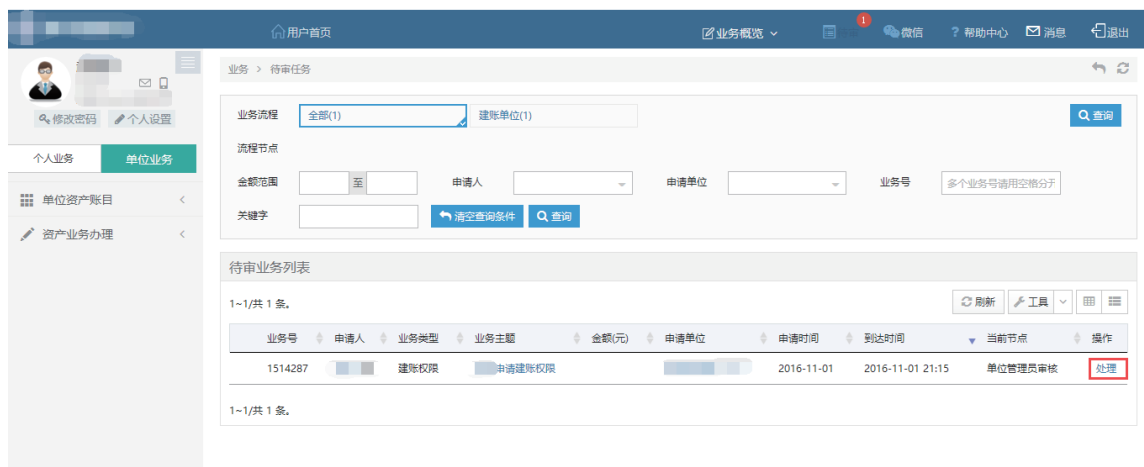 用户首页 业务概览 1 微信 ? 帮助中心 消息 退出
修改密码 个人设置
个人业务 单位业务
单位资产账目
资产业务办理
业务 > 待审任务
业务流程 全部(1) 建账单位(1) 查询
流程节点
金额范围 至 申请人 申请单位 业务号 多个业务号请用空格分开
关键字 清空查询条件 查询
待审业务列表
1~1/共 1 条。 刷新 工具
业务号 申请人 业务类型 业务主题 金额(元) 申请单位 申请时间 到达时间 当前节点 操作
1514287 建账权限 申请建账权限 2016-11-01 2016-11-01 21:15 单位管理员审核 处理
1~1/共 1 条。